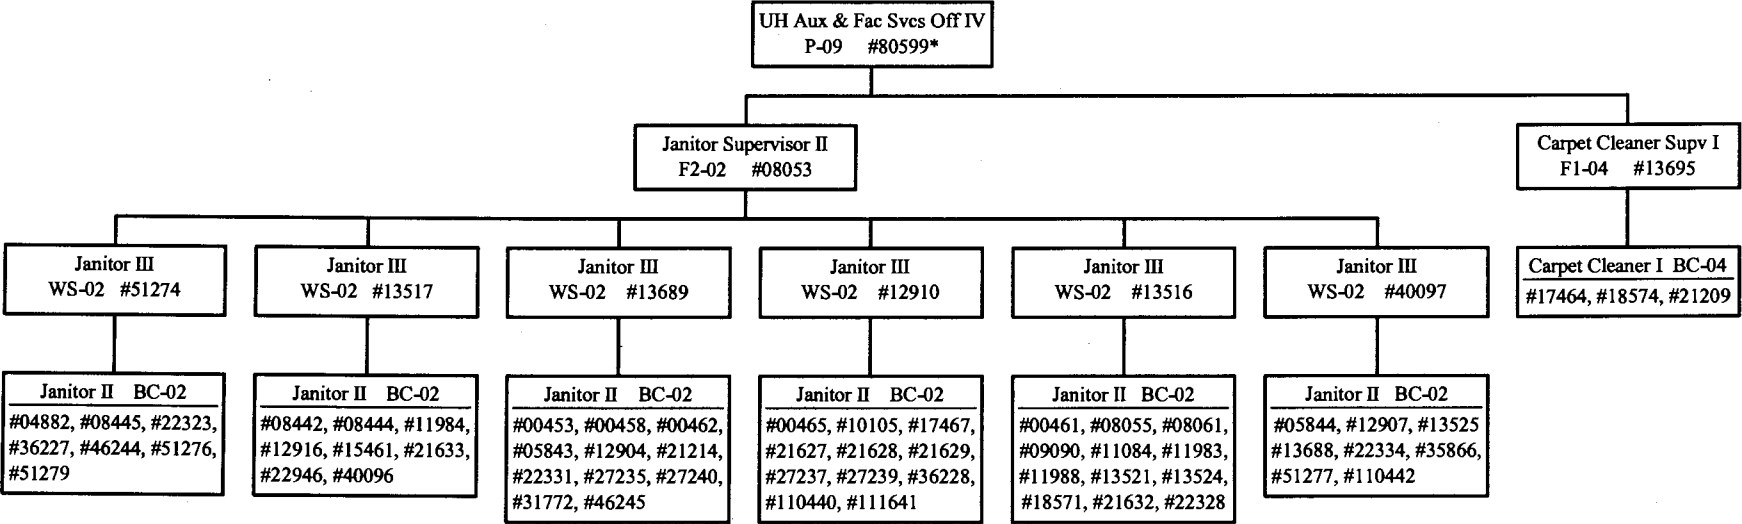 UH Aux & Fac Svcs Off IV
P-09 #80599*
Janitor Supervisor II
F2-02 #08053
Carpet Cleaner Supv I
F1-04 #13695
Janitor III
WS-02 #51274
Janitor III
WS-02 #13517
Janitor III
WS-02 #13689
Janitor III
WS-02 #12910
Janitor III
WS-02 #13516
Janitor III
WS-02 #40097
Carpet Cleaner I BC-04
#17464, #18574, #21209
Janitor II BC-02
#04882, #08445, #22323,
#36227, #46244, #51276,
#51279
Janitor II BC-02
#08442, #08444, #11984,
#12916, #15461, #21633,
#22946, #40096
Janitor II BC-02
#00453, #00458, #00462,
#05843, #12904, #21214,
#22331, #27235, #27240,
#31772, #46245
Janitor II BC-02
#00465, #10105, #17467,
#21627, #21628, #21629,
#27237, #27239, #36228,
#110440, #111641
Janitor II BC-02
#00461, #08055, #08061,
#09090, #11084, #11983,
#11988, #13521, #13524,
#18571, #21632, #22328
Janitor II BC-02
#05844, #12907, #13525
#13688, #22334, #35866,
#51277, #110442